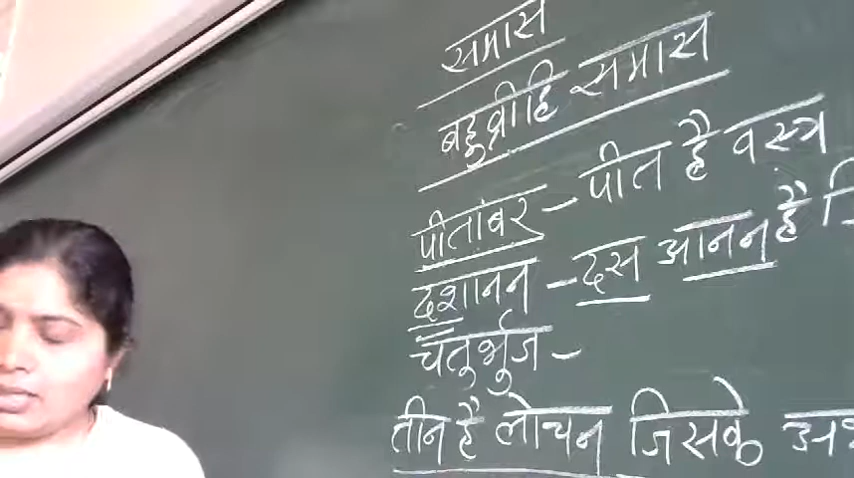 समास
बहुव्रीहि समास
पीतांबर – पीत है वस्त्र
दशानन – दस आनन है
चतुर्भुज –
तीन है लोचन जिसके